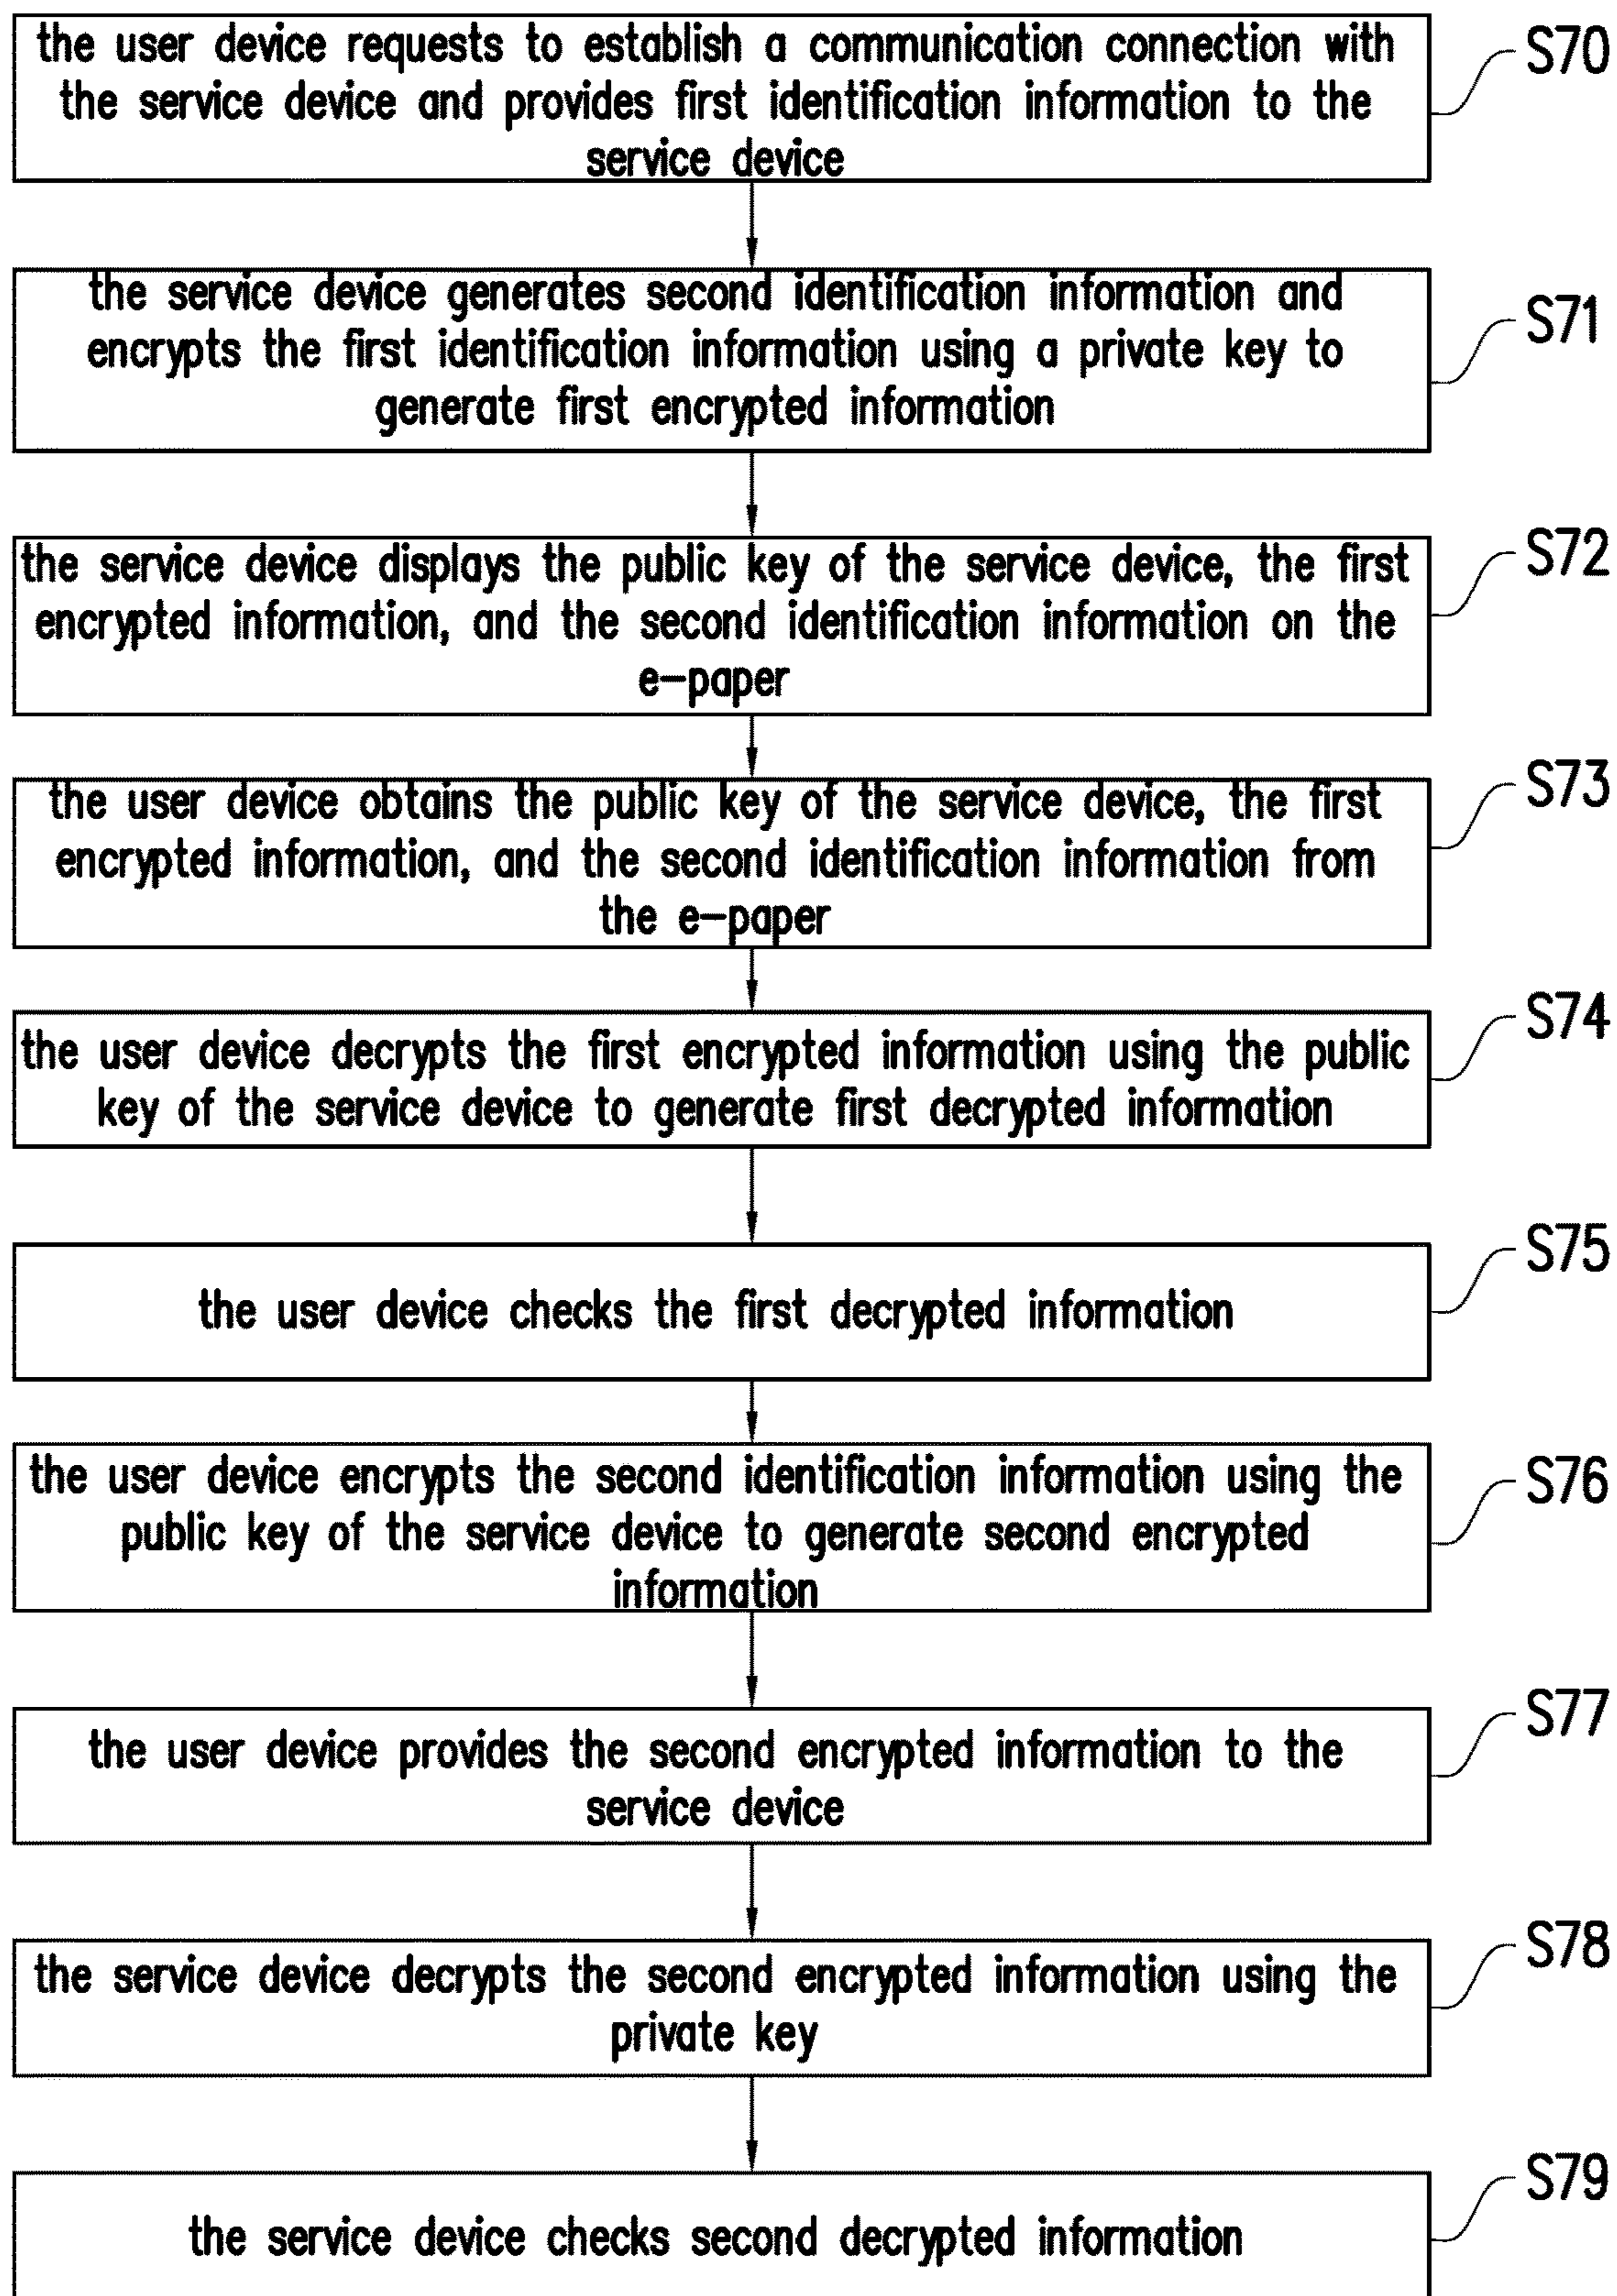 the user device requests to establish a communication connection with
the service device and provides first identification information to the
service device
S70
the service device generates second identification information and
encrypts the first identification information using a private key to
generate first encrypted information
S71
the service device displays the public key of the service device, the first
encrypted information, and the second identification information on the
e-paper
S72
the user device obtains the public key of the service device, the first
encrypted information, and the second identification information from
the e-paper
S73
the user device decrypts the first encrypted information using the public
key of the service device to generate first decrypted information
S74
the user device checks the first decrypted information
S75
the user device encrypts the second identification information using the
public key of the service device to generate second encrypted
information
S76
the user device provides the second encrypted information to the
service device
S77
the service device decrypts the second encrypted information using the
private key
S78
the service device checks second decrypted information
S79